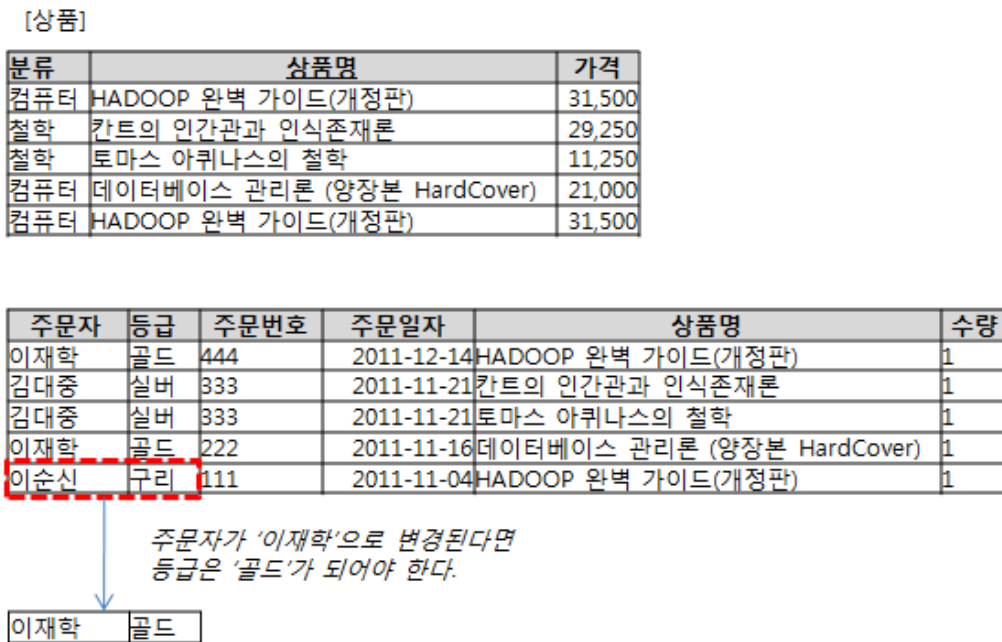 [상품]
분류 상품명 가격
컴퓨터 HADOOP 완벽 가이드(개정판) 31,500
철학 칸트의 인간관과 인식존재론 29,250
철학 토마스 아퀴나스의 철학 11,250
컴퓨터 데이터베이스 관리론 (양장본 HardCover) 21,000
컴퓨터 HADOOP 완벽 가이드(개정판) 31,500
주문자 등급 주문번호 주문일자 상품명 수량
이재학 골드 444 2011-12-14 HADOOP 완벽 가이드(개정판) 1
김대중 실버 333 2011-11-21 칸트의 인간관과 인식존재론 1
김대중 실버 333 2011-11-21 토마스 아퀴나스의 철학 1
이재학 골드 222 2011-11-16 데이터베이스 관리론 (양장본 HardCover) 1
이순신 구리 111 2011-11-04 HADOOP 완벽 가이드(개정판) 1
주문자가 '이재학'으로 변경된다면
등급은 '골드'가 되어야 한다.
이재학 골드